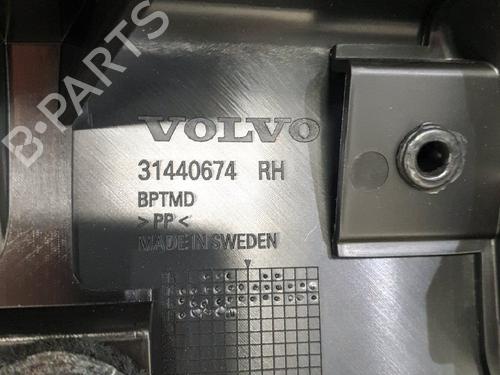 B-PARTS
VOLVO
31440674 RH
BPTMD
>PP<
MADE IN SWEDEN